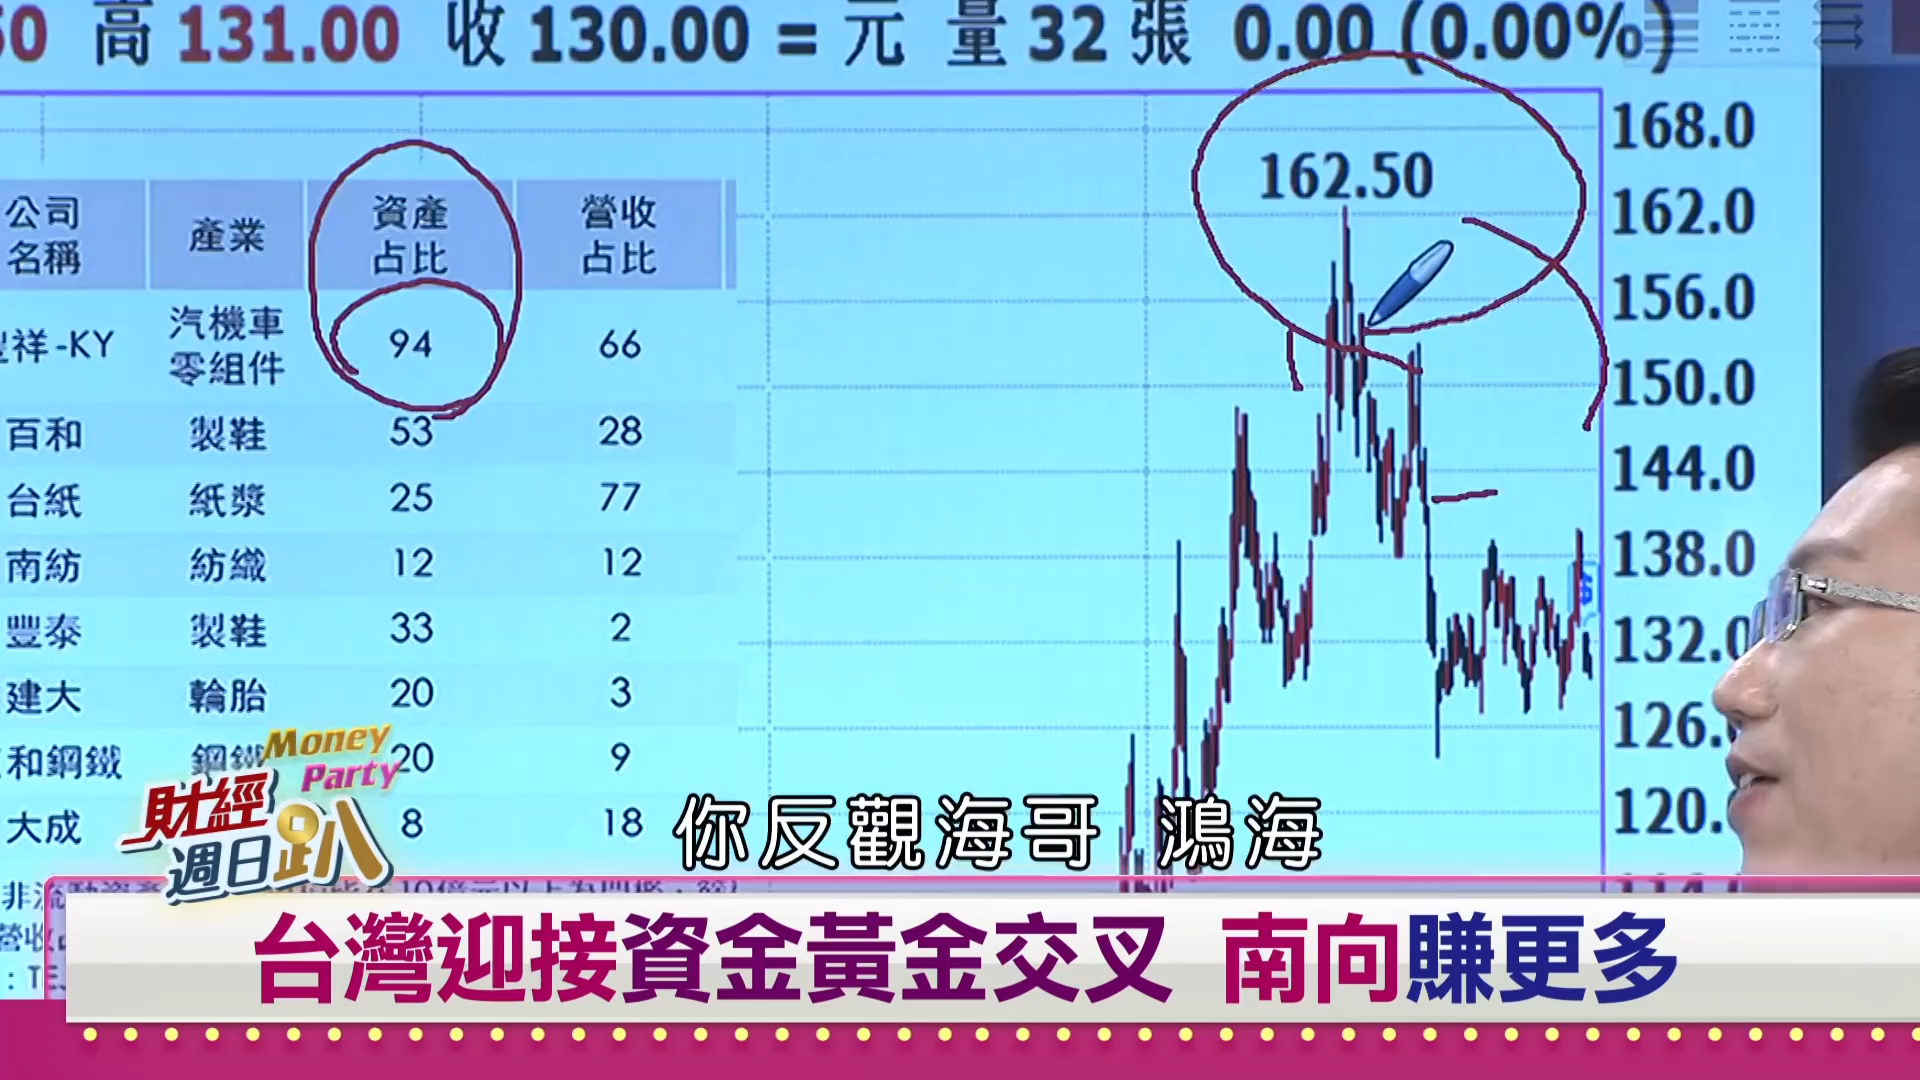 高 131.00 收 130.00 = 元 量 32 張 0.00 (0.00%)
公司名稱 產業 資產占比 營收占比
祥-KY 汽機車零組件 94 66
百和 製鞋 53 28
台紙 紙漿 25 77
南紡 紡織 12 12
豐泰 製鞋 33 2
建大 輪胎 20 3
和鋼鐵 鋼鐵 20 9
大成 8 18
162.50
168.0
162.0
156.0
150.0
144.0
138.0
132.0
126.
120.
Money
Party
財經
週日趴
你反觀海哥 鴻海
台灣迎接資金黃金交叉 南向賺更多